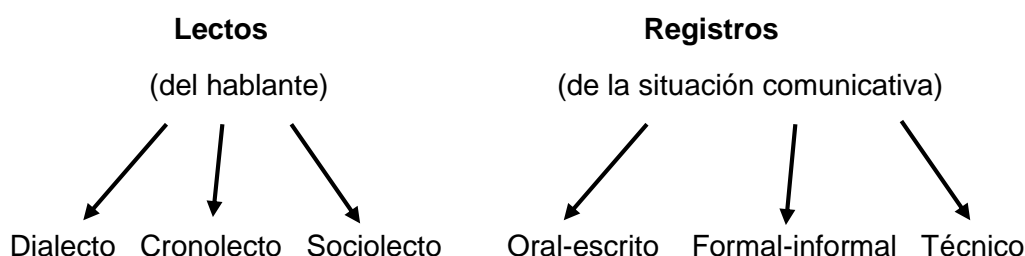 Lectos Registros
(del hablante) (de la situación comunicativa)
Dialecto Cronolecto Sociolecto Oral-escrito Formal-informal Técnico